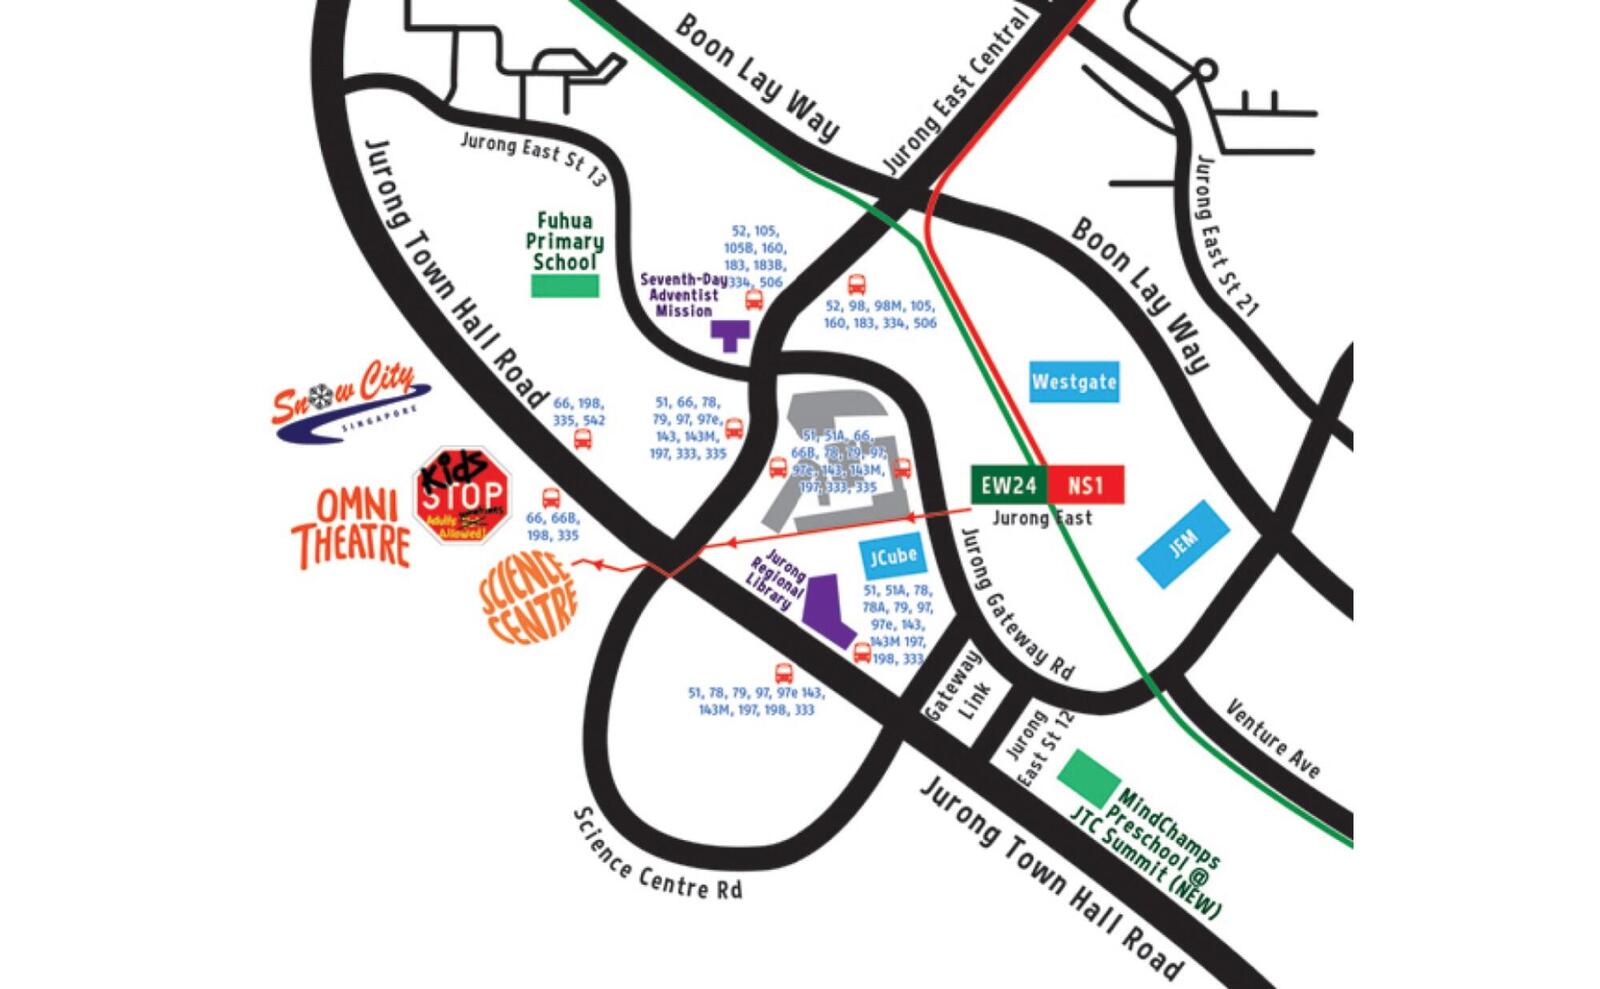 Boon Lay Way
Jurong East Central
Jurong East St 13
Jurong Town Hall Road
Jurong East St 21
Fuhua
Primary
School
52, 105,
105B, 160,
183, 183B,
334, 506
Seventh-Day
Adventist
Mission
52, 98, 98M, 105,
160, 183, 334, 506
Boon Lay Way
Westgate
Snow City
SINGAPORE
66, 198,
335, 542
51, 66, 78,
79, 97, 97e,
143, 143M,
197, 333, 335
51, 51A, 66,
66B, 78, 79, 97,
97e, 143, 143M,
197, 333, 335
Kids
STOP
Adults sometimes
Allowed!
OMNI
THEATRE
66, 66B,
198, 335
EW24
NS1
Jurong East
JEM
JCube
SCIENCE
CENTRE
Jurong
Regional
Library
51, 51A, 78,
78A, 79, 97,
97e, 143,
143M 197,
198, 333
Jurong Gateway Rd
51, 78, 79, 97, 97e 143,
143M, 197, 198, 333
Gateway
Link
Jurong
East St 12
Venture Ave
MindChamps
Preschool @
JTC Summit (NEW)
Science Centre Rd
Jurong Town Hall Road